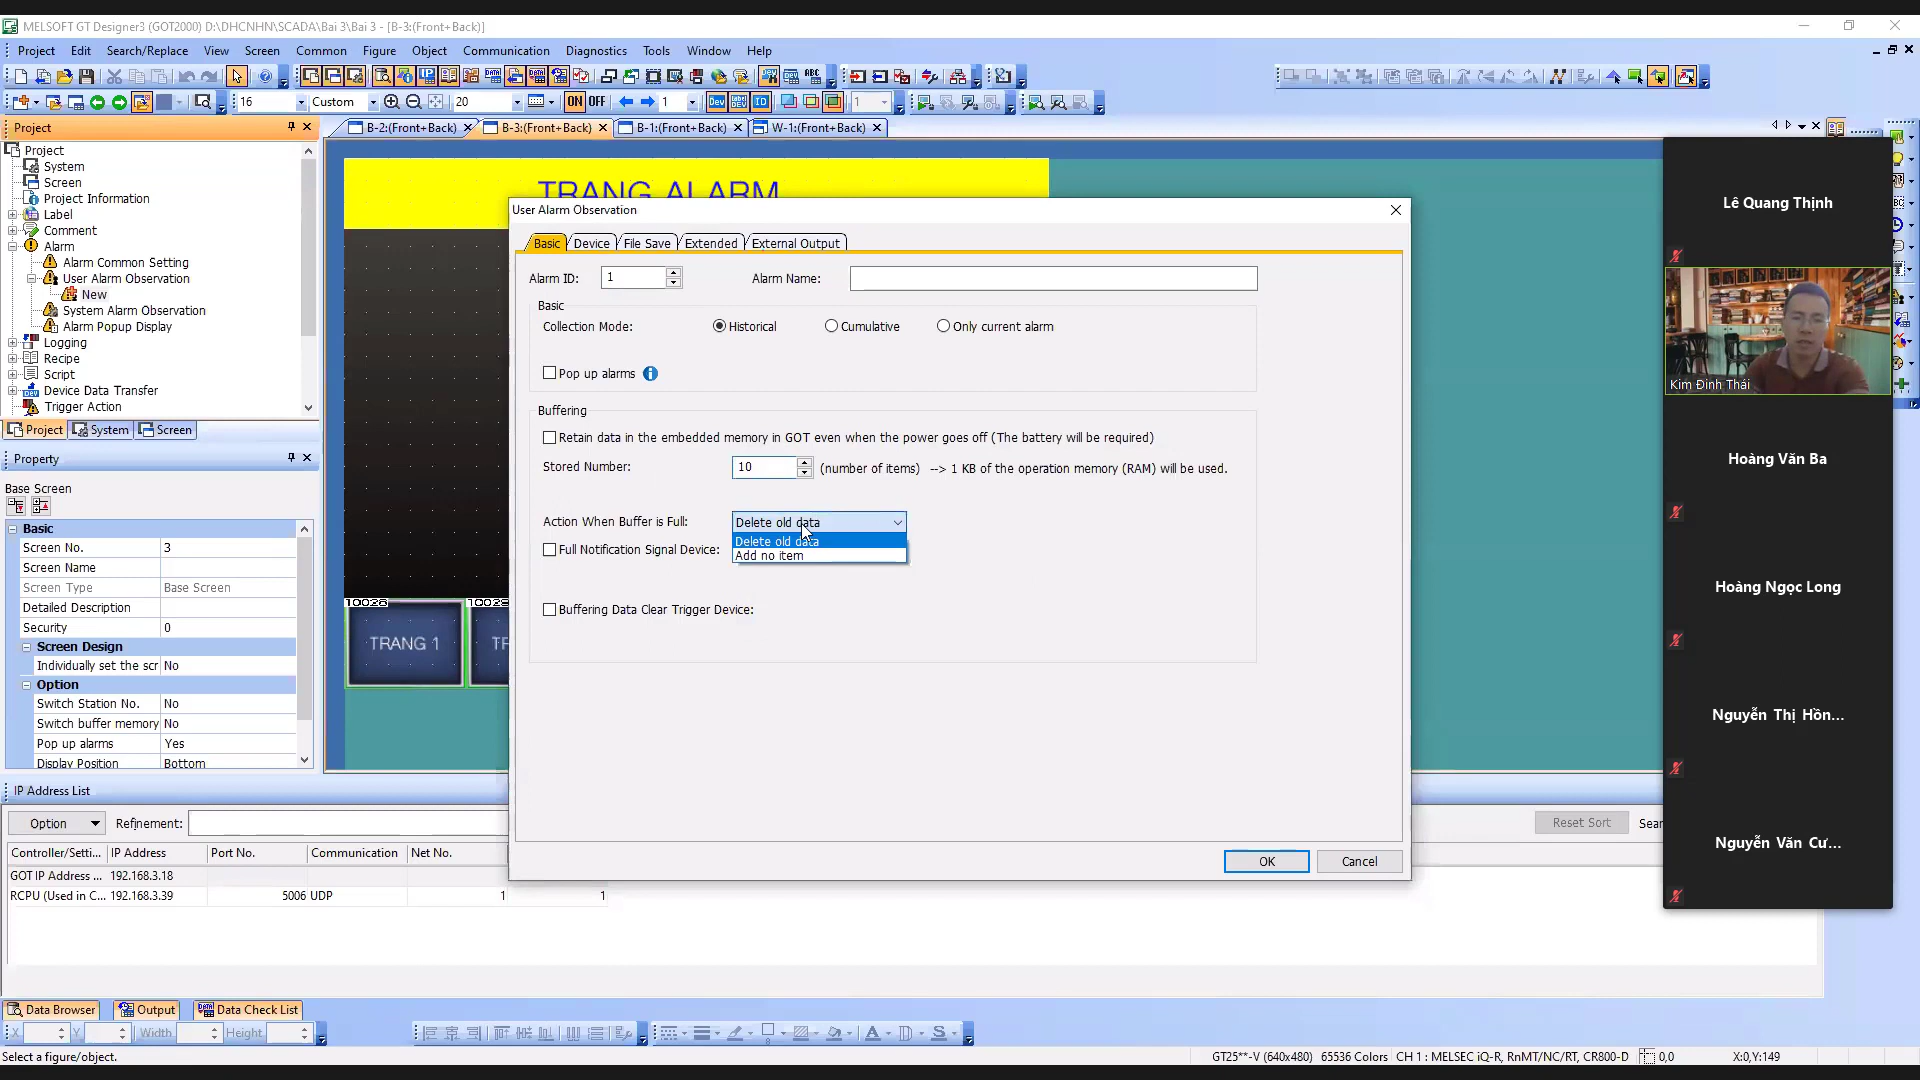 MELSOFT GT Designer3 (GOT2000) D:\DHCNHN\SCADA\Bai 3\Bai 3 - [B-3:(Front+Back)]
Project Edit Search/Replace View Screen Common Figure Object Communication Diagnostics Tools Window Help
16 Custom 20 ON OFF 1 Dev ID 1
Project
B-2:(Front+Back) B-3:(Front+Back) B-1:(Front+Back) W-1:(Front+Back)
Project
System
Screen
Project Information
Label
Comment
Alarm
Alarm Common Setting
User Alarm Observation
New
System Alarm Observation
Alarm Popup Display
Logging
Recipe
Script
Device Data Transfer
Trigger Action
Project System Screen
Property
Base Screen
Basic
Screen No. 3
Screen Name
Screen Type Base Screen
Detailed Description
Security 0
Screen Design
Individually set the scr No
Option
Switch Station No. No
Switch buffer memory No
Pop up alarms Yes
Display Position Bottom
TRANG ALARM
10028 10029
TRANG 1
User Alarm Observation
Basic Device File Save Extended External Output
Alarm ID: 1 Alarm Name:
Basic
Collection Mode: Historical Cumulative Only current alarm
Pop up alarms
Buffering
Retain data in the embedded memory in GOT even when the power goes off (The battery will be required)
Stored Number: 10 (number of items) --> 1 KB of the operation memory (RAM) will be used.
Action When Buffer is Full: Delete old data
Delete old data
Full Notification Signal Device:
Add no item
Buffering Data Clear Trigger Device:
OK Cancel
Lê Quang Thịnh
Kim Đình Thái
Hoàng Văn Ba
Hoàng Ngọc Long
Nguyễn Thị Hồn...
Nguyễn Văn Cư...
IP Address List
Option Refinement: Reset Sort Sear
Controller/Setti... IP Address Port No. Communication Net No.
GOT IP Address ... 192.168.3.18
RCPU (Used in C... 192.168.3.39 5006 UDP 1 1
Data Browser Output Data Check List
X Y Width Height
Select a figure/object. GT25**-V (640x480) 65536 Colors CH 1 : MELSEC iQ-R, RnMT/NC/RT, CR800-D 0,0 X:0,Y:149